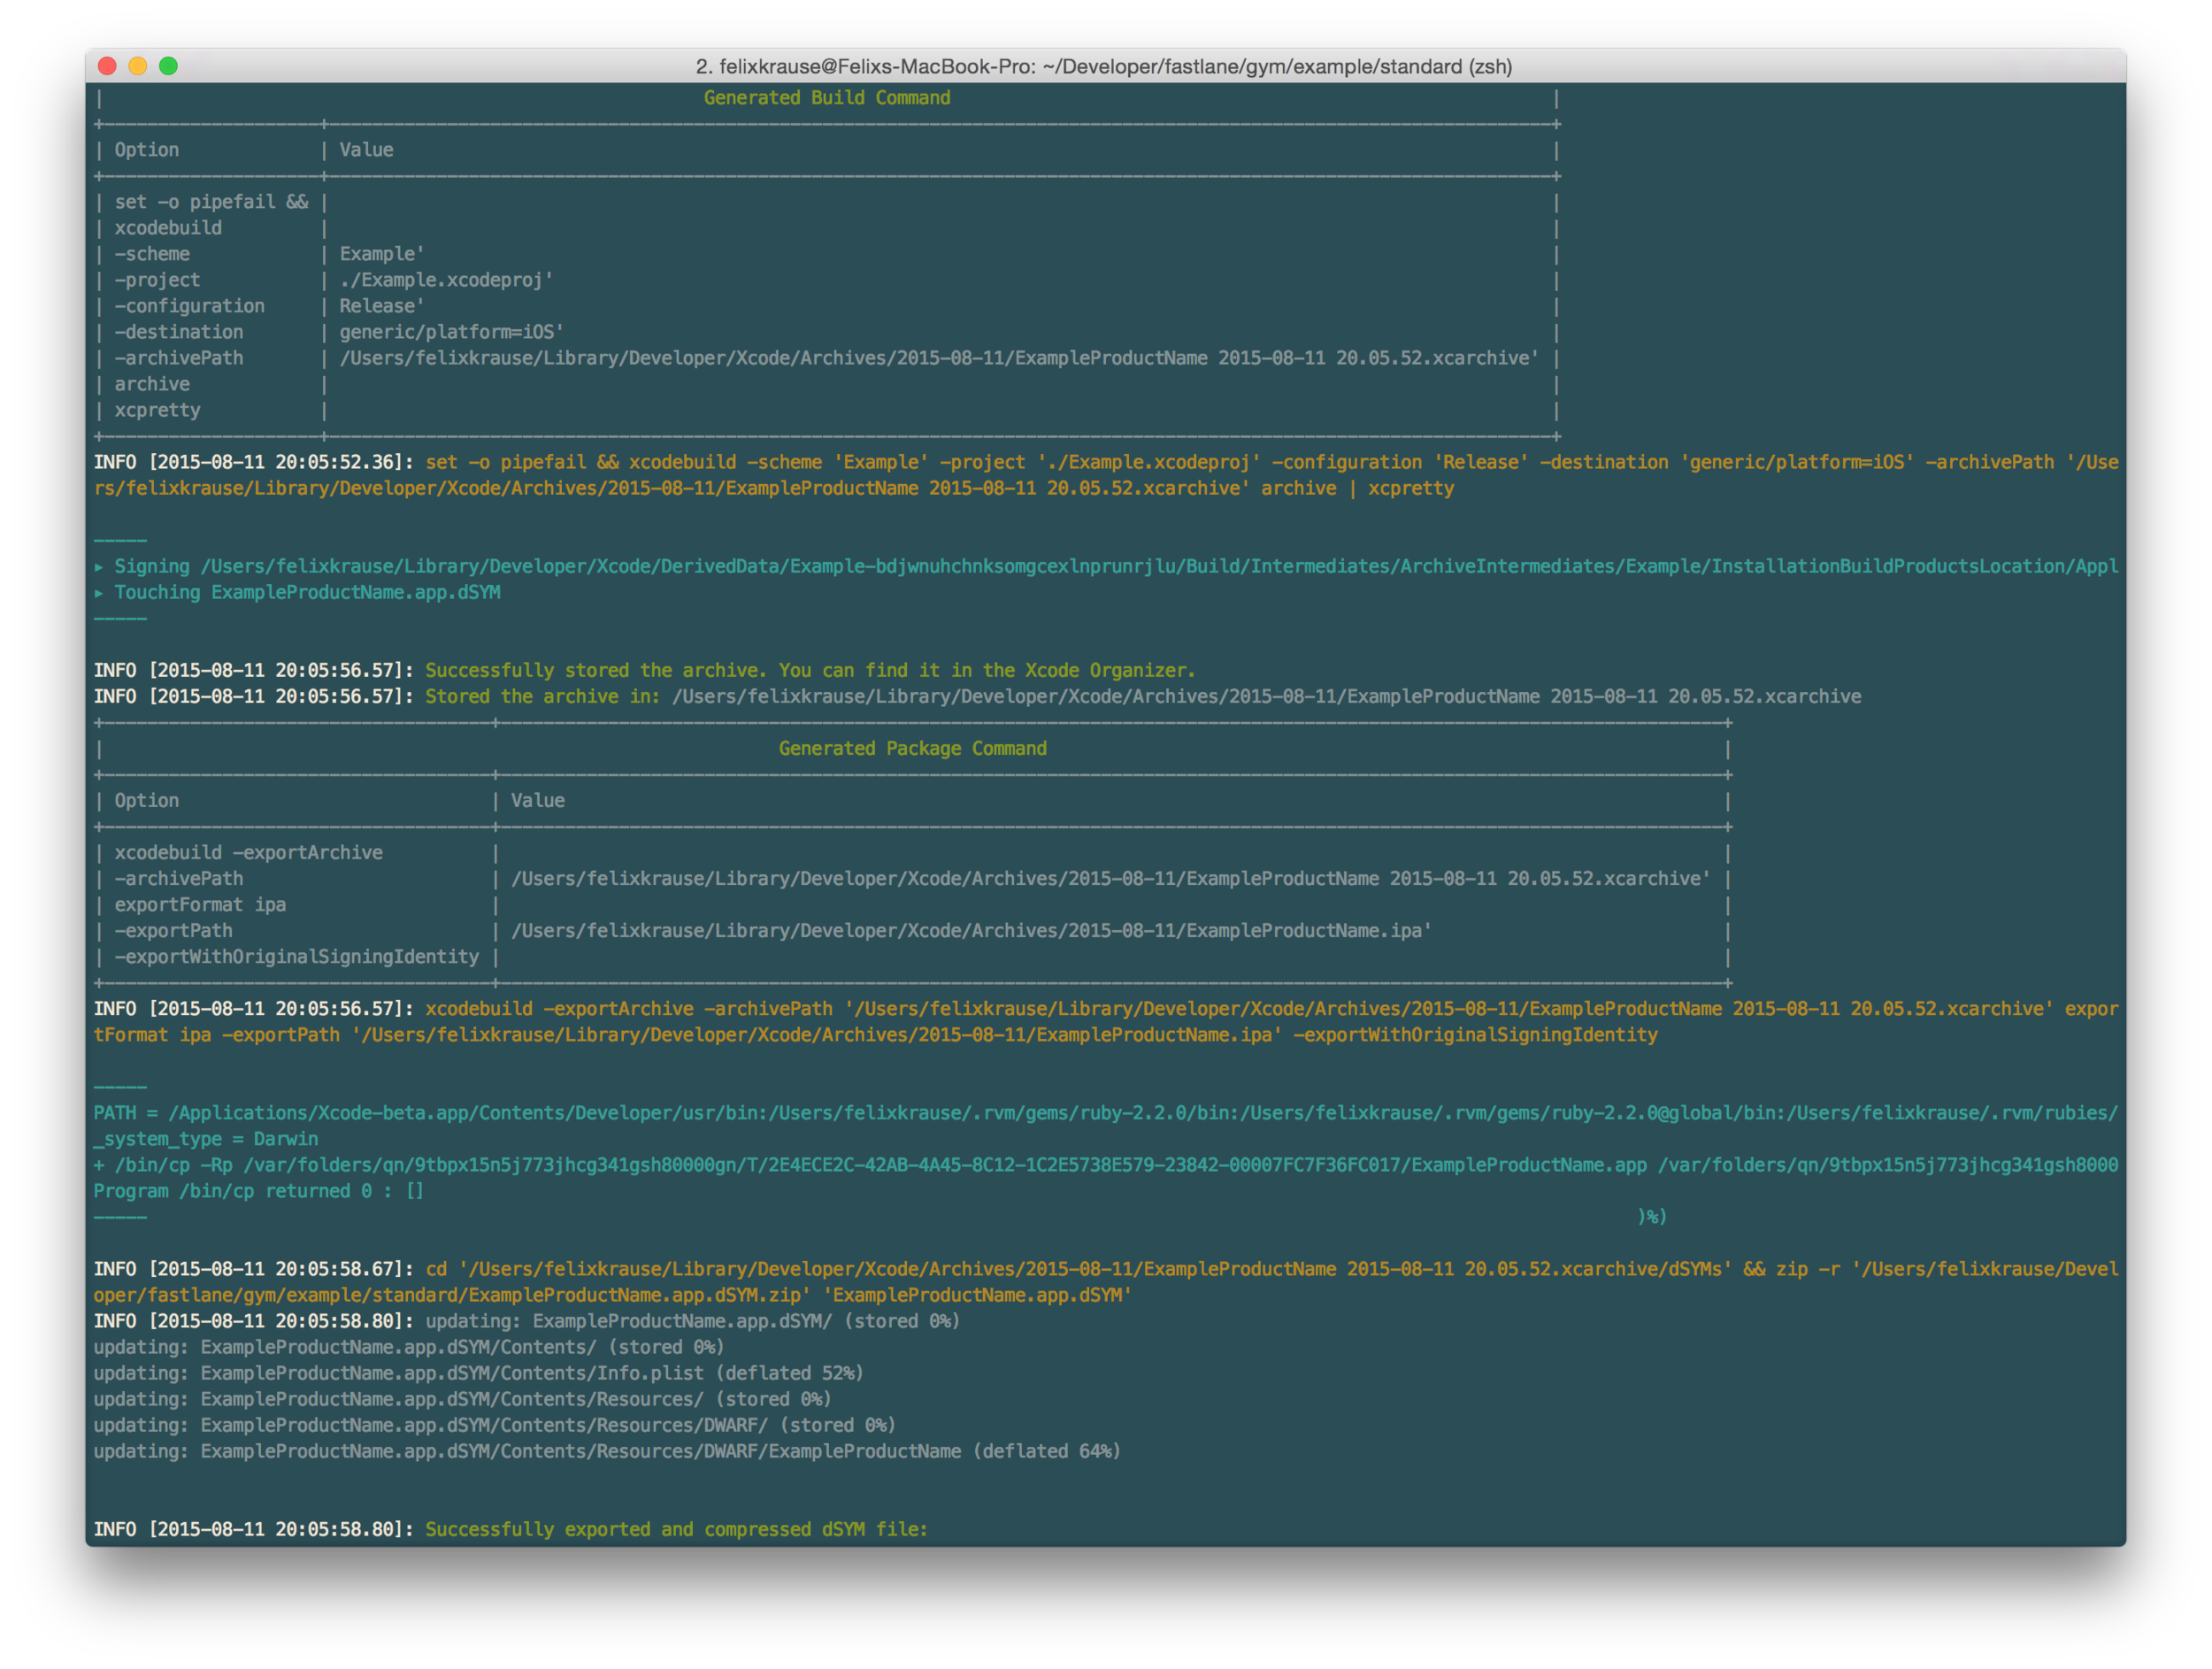 2. felixkrause@Felixs-MacBook-Pro: ~/Developer/fastlane/gym/example/standard (zsh)
| Generated Build Command |
+--------------------+------------------------------------------------------------------------------------------------------------------+
| Option | Value |
+--------------------+------------------------------------------------------------------------------------------------------------------+
| set -o pipefail && | |
| xcodebuild | |
| -scheme | Example' |
| -project | ./Example.xcodeproj' |
| -configuration | Release' |
| -destination | generic/platform=iOS' |
| -archivePath | /Users/felixkrause/Library/Developer/Xcode/Archives/2015-08-11/ExampleProductName 2015-08-11 20.05.52.xcarchive' |
| archive | |
| xcpretty | |
+--------------------+------------------------------------------------------------------------------------------------------------------+
INFO [2015-08-11 20:05:52.36]: set -o pipefail && xcodebuild -scheme 'Example' -project './Example.xcodeproj' -configuration 'Release' -destination 'generic/platform=iOS' -archivePath '/Use
rs/felixkrause/Library/Developer/Xcode/Archives/2015-08-11/ExampleProductName 2015-08-11 20.05.52.xcarchive' archive | xcpretty
-----
▸ Signing /Users/felixkrause/Library/Developer/Xcode/DerivedData/Example-bdjwnuhchnksomgcexlnprunrjlu/Build/Intermediates/ArchiveIntermediates/Example/InstallationBuildProductsLocation/Appl
▸ Touching ExampleProductName.app.dSYM
-----
INFO [2015-08-11 20:05:56.57]: Successfully stored the archive. You can find it in the Xcode Organizer.
INFO [2015-08-11 20:05:56.57]: Stored the archive in: /Users/felixkrause/Library/Developer/Xcode/Archives/2015-08-11/ExampleProductName 2015-08-11 20.05.52.xcarchive
+------------------------------------+------------------------------------------------------------------------------------------------------------------+
| Generated Package Command |
+------------------------------------+------------------------------------------------------------------------------------------------------------------+
| Option | Value |
+------------------------------------+------------------------------------------------------------------------------------------------------------------+
| xcodebuild -exportArchive | |
| -archivePath | /Users/felixkrause/Library/Developer/Xcode/Archives/2015-08-11/ExampleProductName 2015-08-11 20.05.52.xcarchive' |
| exportFormat ipa | |
| -exportPath | /Users/felixkrause/Library/Developer/Xcode/Archives/2015-08-11/ExampleProductName.ipa' |
| -exportWithOriginalSigningIdentity | |
+------------------------------------+------------------------------------------------------------------------------------------------------------------+
INFO [2015-08-11 20:05:56.57]: xcodebuild -exportArchive -archivePath '/Users/felixkrause/Library/Developer/Xcode/Archives/2015-08-11/ExampleProductName 2015-08-11 20.05.52.xcarchive' expor
tFormat ipa -exportPath '/Users/felixkrause/Library/Developer/Xcode/Archives/2015-08-11/ExampleProductName.ipa' -exportWithOriginalSigningIdentity
-----
PATH = /Applications/Xcode-beta.app/Contents/Developer/usr/bin:/Users/felixkrause/.rvm/gems/ruby-2.2.0/bin:/Users/felixkrause/.rvm/gems/ruby-2.2.0@global/bin:/Users/felixkrause/.rvm/rubies/
_system_type = Darwin
+ /bin/cp -Rp /var/folders/qn/9tbpx15n5j773jhcg341gsh80000gn/T/2E4ECE2C-42AB-4A45-8C12-1C2E5738E579-23842-00007FC7F36FC017/ExampleProductName.app /var/folders/qn/9tbpx15n5j773jhcg341gsh8000
Program /bin/cp returned 0 : []
----- )%)
INFO [2015-08-11 20:05:58.67]: cd '/Users/felixkrause/Library/Developer/Xcode/Archives/2015-08-11/ExampleProductName 2015-08-11 20.05.52.xcarchive/dSYMs' && zip -r '/Users/felixkrause/Devel
oper/fastlane/gym/example/standard/ExampleProductName.app.dSYM.zip' 'ExampleProductName.app.dSYM'
INFO [2015-08-11 20:05:58.80]: updating: ExampleProductName.app.dSYM/ (stored 0%)
updating: ExampleProductName.app.dSYM/Contents/ (stored 0%)
updating: ExampleProductName.app.dSYM/Contents/Info.plist (deflated 52%)
updating: ExampleProductName.app.dSYM/Contents/Resources/ (stored 0%)
updating: ExampleProductName.app.dSYM/Contents/Resources/DWARF/ (stored 0%)
updating: ExampleProductName.app.dSYM/Contents/Resources/DWARF/ExampleProductName (deflated 64%)
INFO [2015-08-11 20:05:58.80]: Successfully exported and compressed dSYM file: